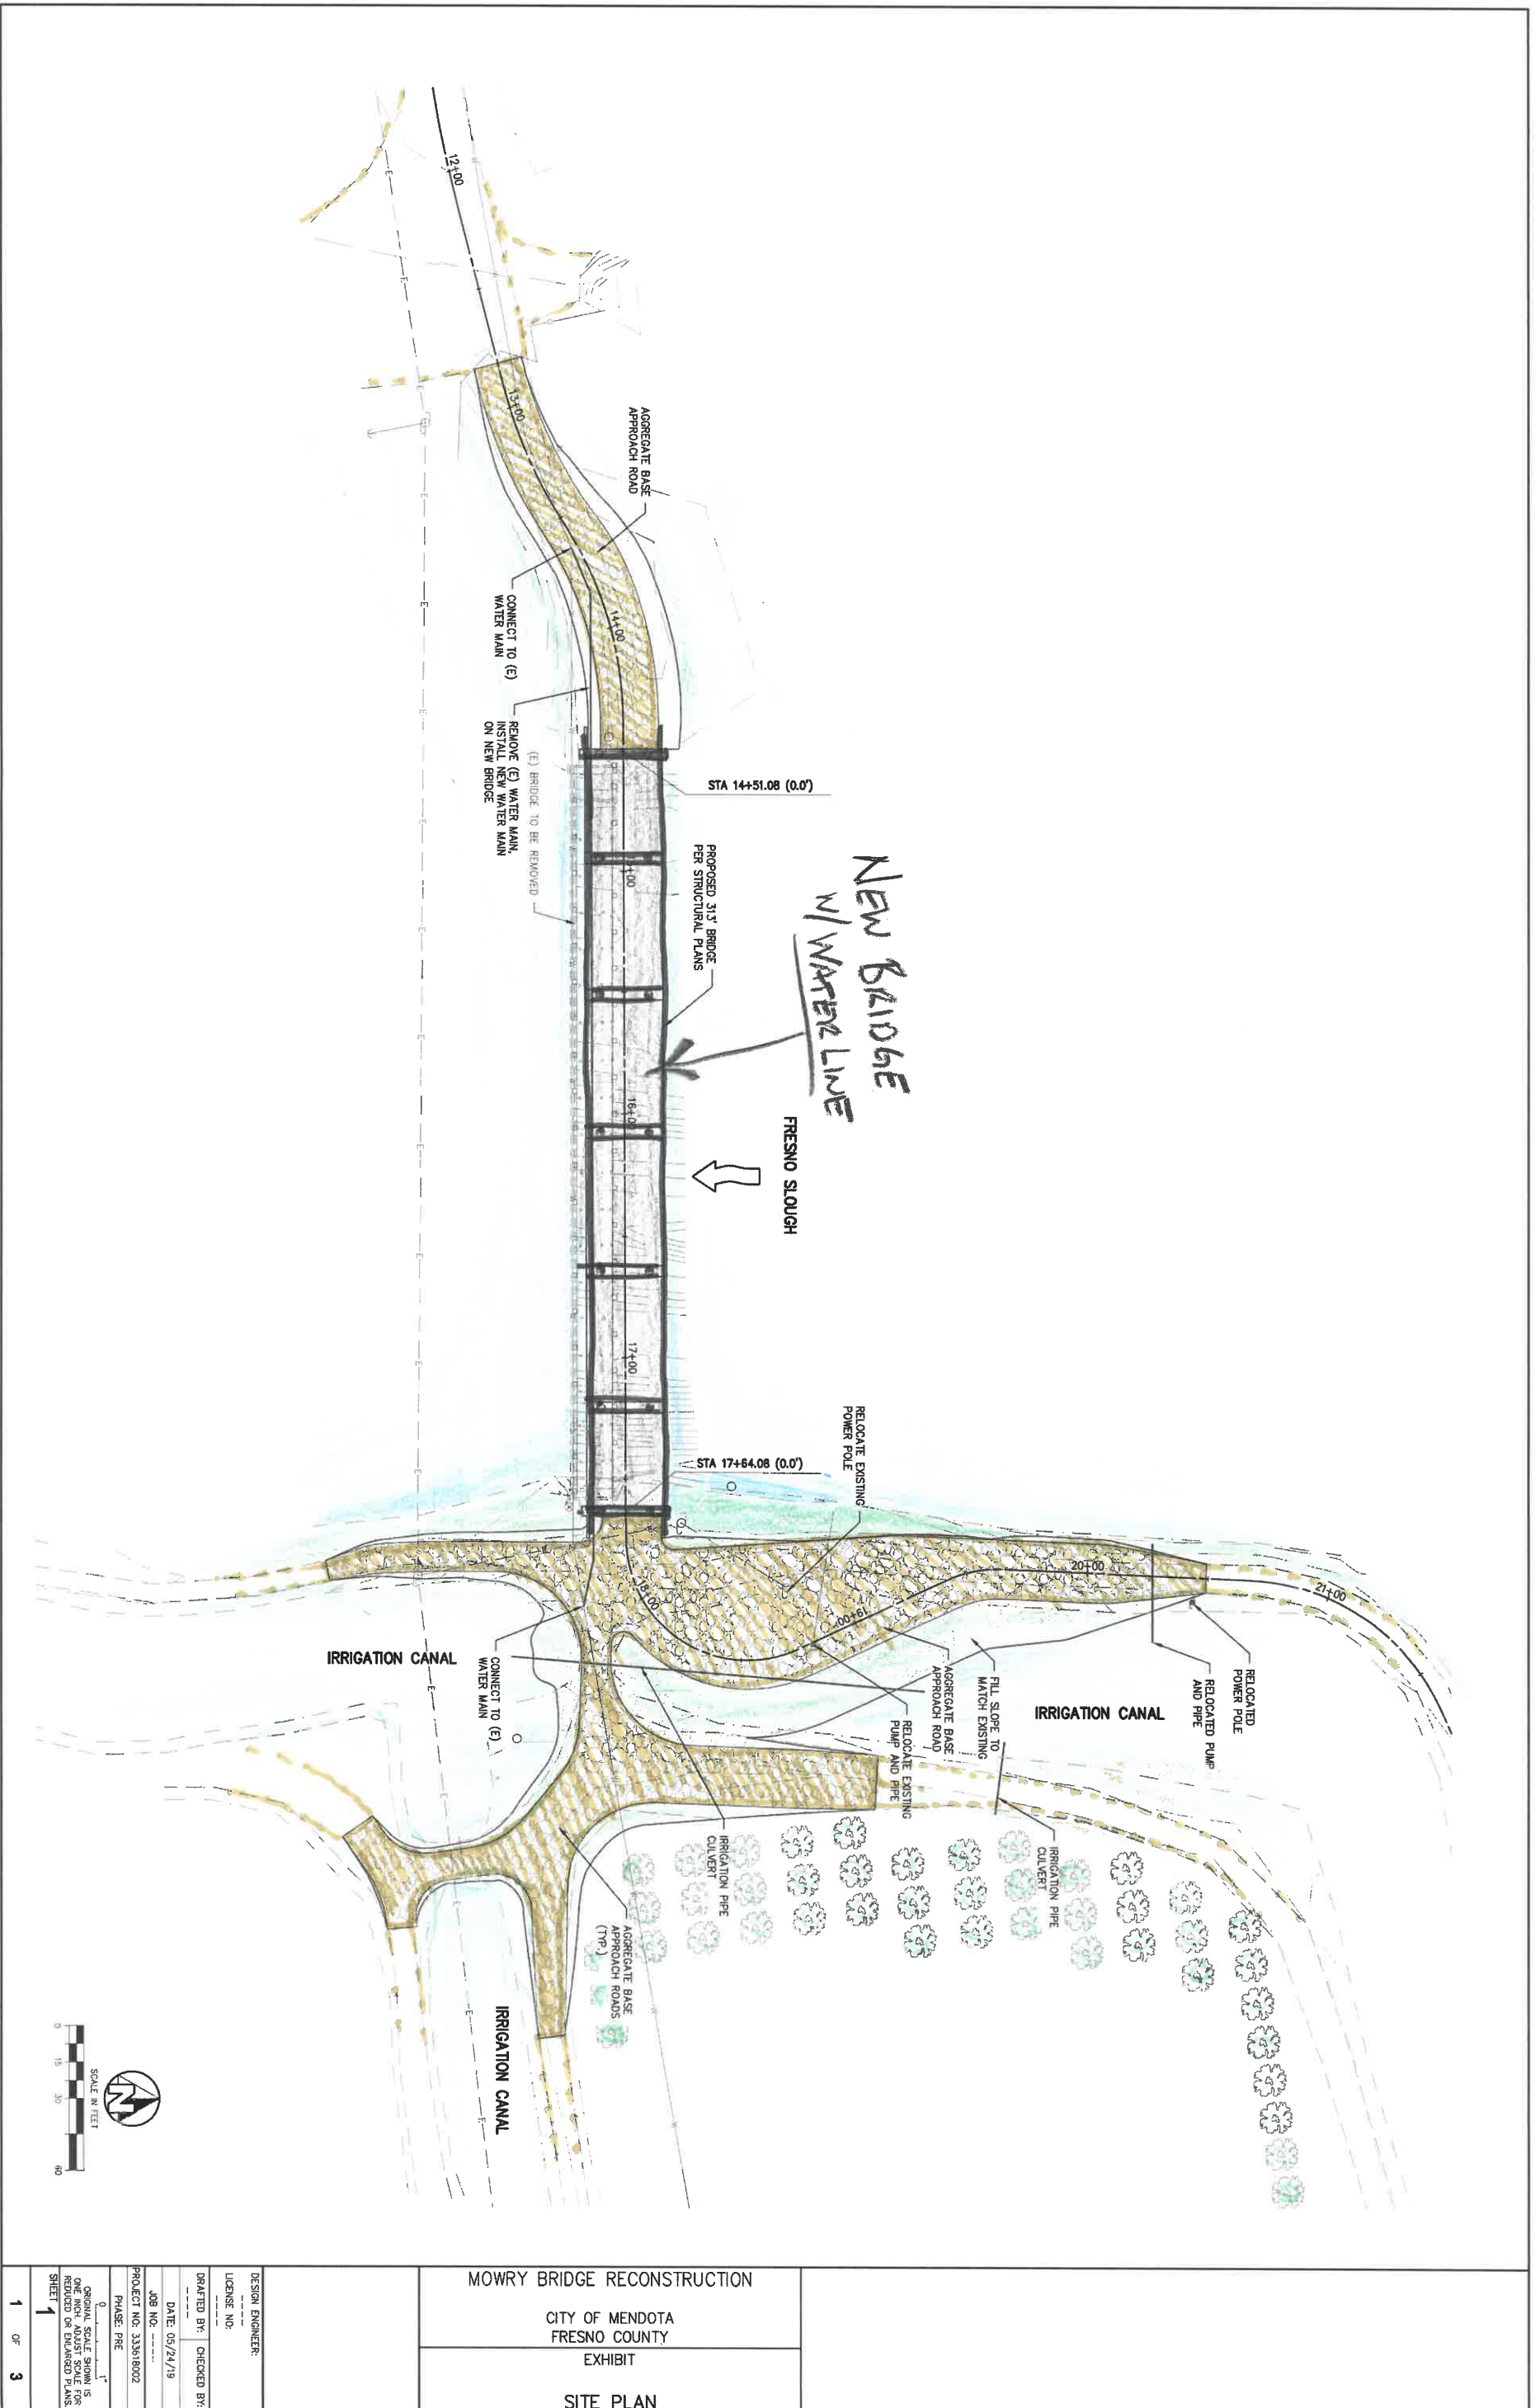 12+00
13+00
AGGREGATE BASE
APPROACH ROAD
14+00
CONNECT TO (E)
WATER MAIN
REMOVE (E) WATER MAIN,
INSTALL NEW WATER MAIN
ON NEW BRIDGE
(E) BRIDGE TO BE REMOVED
STA 14+51.08 (0.0')
PROPOSED 313' BRIDGE
PER STRUCTURAL PLANS
NEW BRIDGE
W/ WATER LINE
16+00
FRESNO SLOUGH
17+00
STA 17+64.08 (0.0')
RELOCATE EXISTING
POWER POLE
18+00
19+00
20+00
21+00
IRRIGATION CANAL
CONNECT TO (E)
WATER MAIN
AGGREGATE BASE
APPROACH ROAD
FILL SLOPE TO
MATCH EXISTING
IRRIGATION CANAL
RELOCATED PUMP
AND PIPE
RELOCATED
POWER POLE
RELOCATE EXISTING
PUMP AND PIPE
IRRIGATION PIPE
CULVERT
IRRIGATION PIPE
CULVERT
AGGREGATE BASE
APPROACH ROADS
(TYP.)
IRRIGATION CANAL
0 15 30 60
SCALE IN FEET
N
MOWRY BRIDGE RECONSTRUCTION
CITY OF MENDOTA
FRESNO COUNTY
EXHIBIT
SITE PLAN
DESIGN ENGINEER:
LICENSE NO:
DRAFTED BY: CHECKED BY:
DATE: 05/24/19
JOB NO:
PROJECT NO: 333618002
PHASE: PRE
0 1"
ORIGINAL SCALE SHOWN IS
ONE INCH. ADJUST SCALE FOR
REDUCED OR ENLARGED PLANS.
SHEET 1
1 OF 3